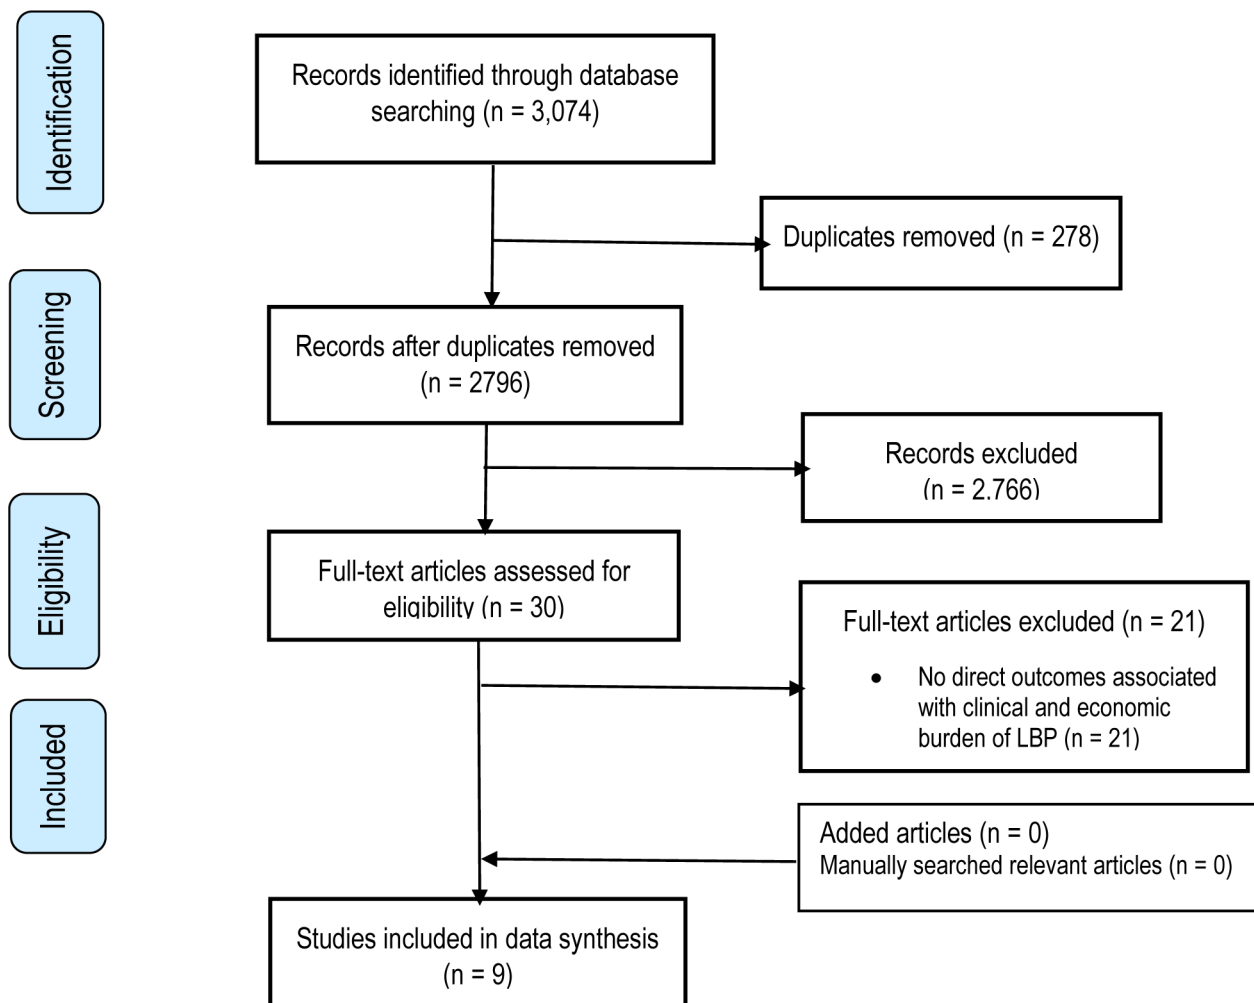 Identification
Records identified through database
searching (n = 3,074)
Duplicates removed (n = 278)
Screening
Records after duplicates removed
(n = 2796)
Records excluded
(n = 2.766)
Eligibility
Full-text articles assessed for
eligibility (n = 30)
Full-text articles excluded (n = 21)
• No direct outcomes associated
with clinical and economic
burden of LBP (n = 21)
Included
Added articles (n = 0)
Manually searched relevant articles (n = 0)
Studies included in data synthesis
(n = 9)